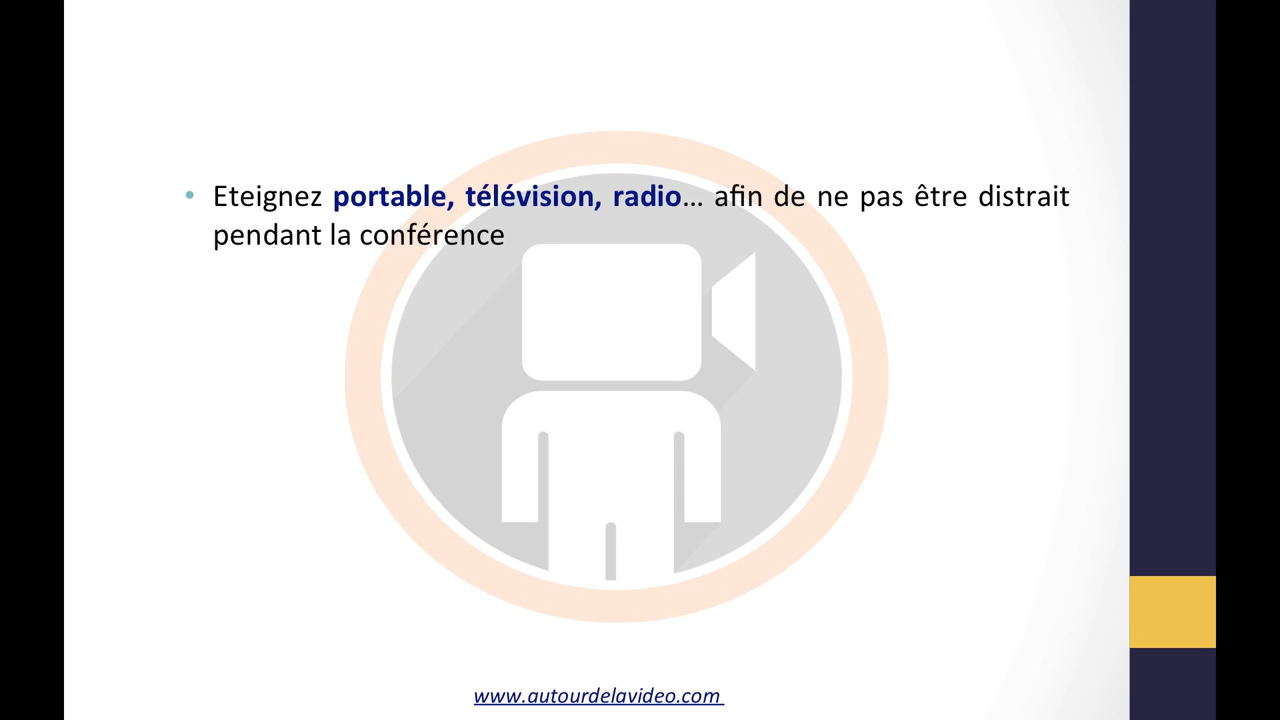 • Eteignez portable, télévision, radio… afin de ne pas être distrait
pendant la conférence
www.autourdelavideo.com